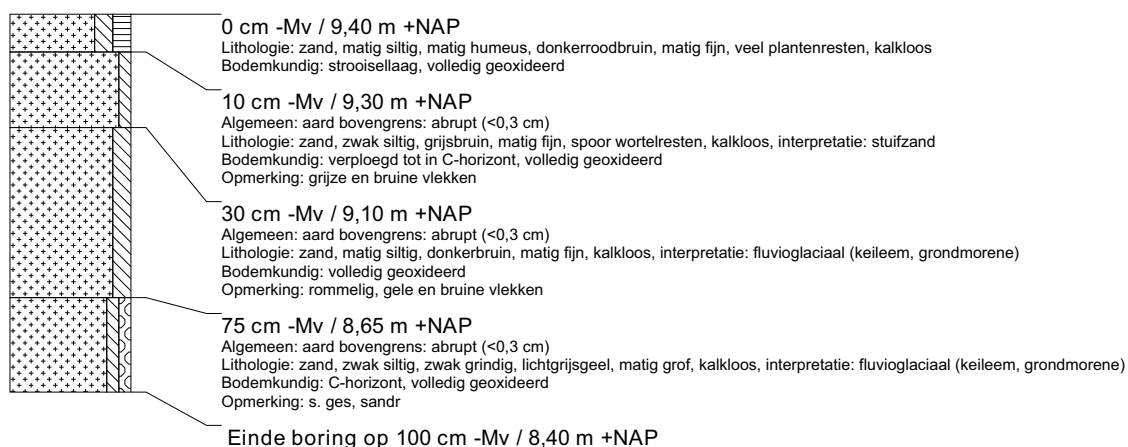 0 cm -Mv / 9,40 m +NAP
Lithologie: zand, matig siltig, matig humeus, donkerroodbruin, matig fijn, veel plantenresten, kalkloos
Bodemkundig: strooisellaag, volledig geoxideerd
10 cm -Mv / 9,30 m +NAP
Algemeen: aard bovengrens: abrupt (<0,3 cm)
Lithologie: zand, zwak siltig, grijsbruin, matig fijn, spoor wortelresten, kalkloos, interpretatie: stuifzand
Bodemkundig: verploegd tot in C-horizont, volledig geoxideerd
Opmerking: grijze en bruine vlekken
30 cm -Mv / 9,10 m +NAP
Algemeen: aard bovengrens: abrupt (<0,3 cm)
Lithologie: zand, matig siltig, donkerbruin, matig fijn, kalkloos, interpretatie: fluvioglaciaal (keileem, grondmorene)
Bodemkundig: volledig geoxideerd
Opmerking: rommelig, gele en bruine vlekken
75 cm -Mv / 8,65 m +NAP
Algemeen: aard bovengrens: abrupt (<0,3 cm)
Lithologie: zand, zwak siltig, zwak grindig, lichtgrijsgeel, matig grof, kalkloos, interpretatie: fluvioglaciaal (keileem, grondmorene)
Bodemkundig: C-horizont, volledig geoxideerd
Opmerking: s. ges, sandr
Einde boring op 100 cm -Mv / 8,40 m +NAP